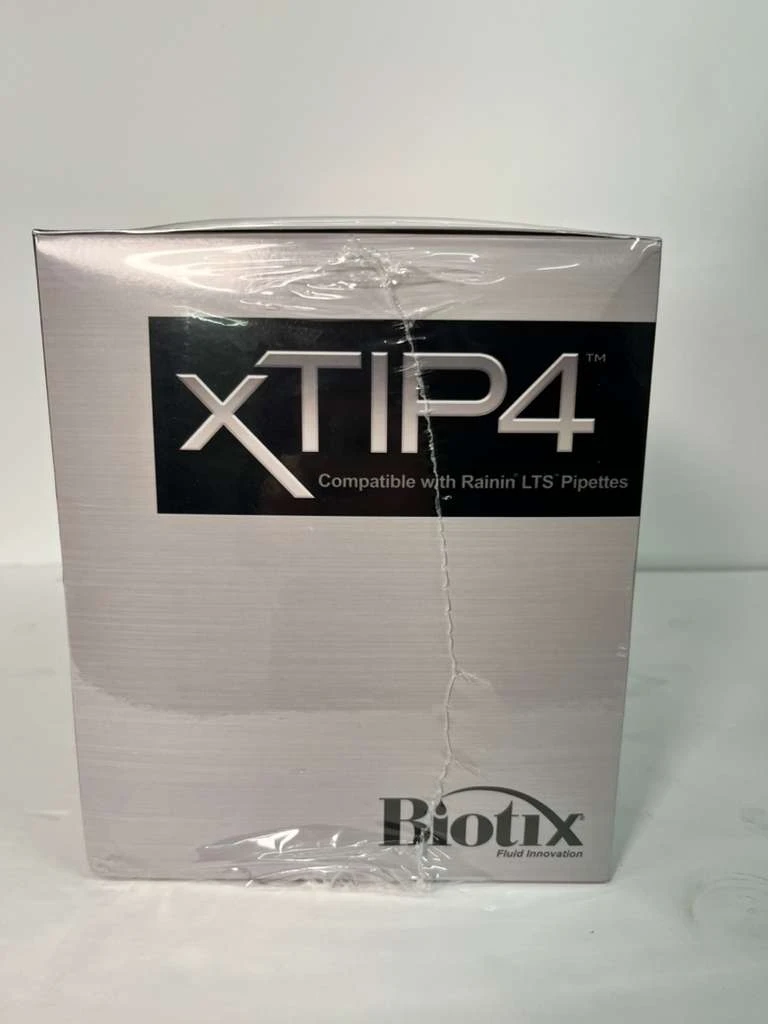 xTIP4™
Compatible with Rainin® LTS™ Pipettes
Biotix®
Fluid Innovation